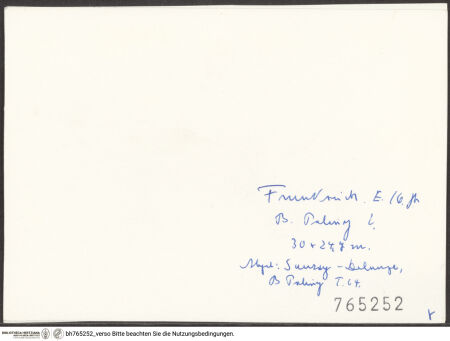 Frankreich. E. 16. Jh
B. Palissy ?
30 x 24,7 cm.
Abgeb: Sauzay - Delange,
B Palissy T. 64.
765252
BIBLIOTHECA HERTZIANA
bh765252_verso Bitte beachten Sie die Nutzungsbedingungen.